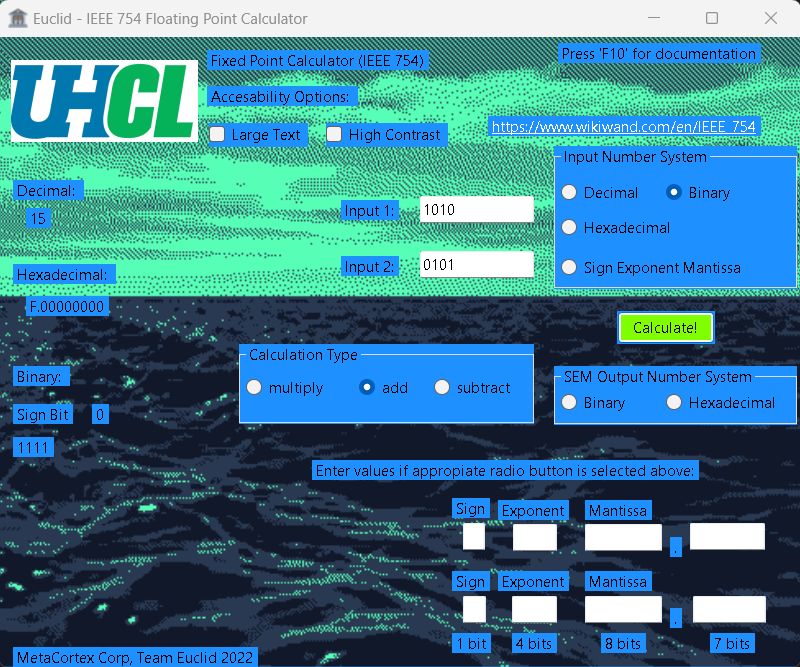 Euclid - IEEE 754 Floating Point Calculator
UHCL
Fixed Point Calculator (IEEE 754)
Press 'F10' for documentation
Accesability Options:
Large Text
High Contrast
https://www.wikiwand.com/en/IEEE_754
Input Number System
Decimal
Binary
Hexadecimal
Sign Exponent Mantissa
Decimal:
15
Input 1:
1010
Hexadecimal:
F.00000000
Input 2:
0101
Calculate!
Calculation Type
multiply
add
subtract
SEM Output Number System
Binary
Hexadecimal
Binary:
Sign Bit
0
1111
Enter values if appropiate radio button is selected above:
Sign
Exponent
Mantissa
.
Sign
Exponent
Mantissa
.
1 bit
4 bits
8 bits
7 bits
MetaCortex Corp, Team Euclid 2022